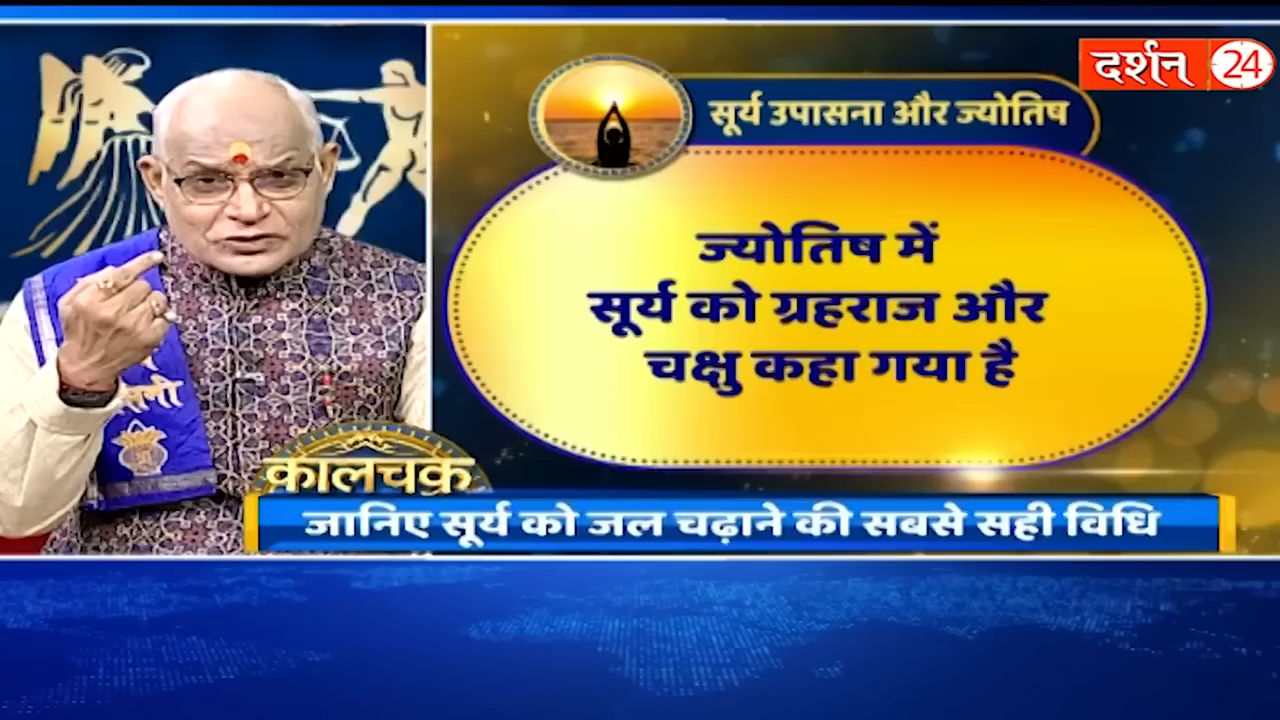 दर्शन 24
सूर्य उपासना और ज्योतिष
ज्योतिष में
सूर्य को ग्रहराज और
चक्षु कहा गया है
कालचक्र
जानिए सूर्य को जल चढ़ाने की सबसे सही विधि